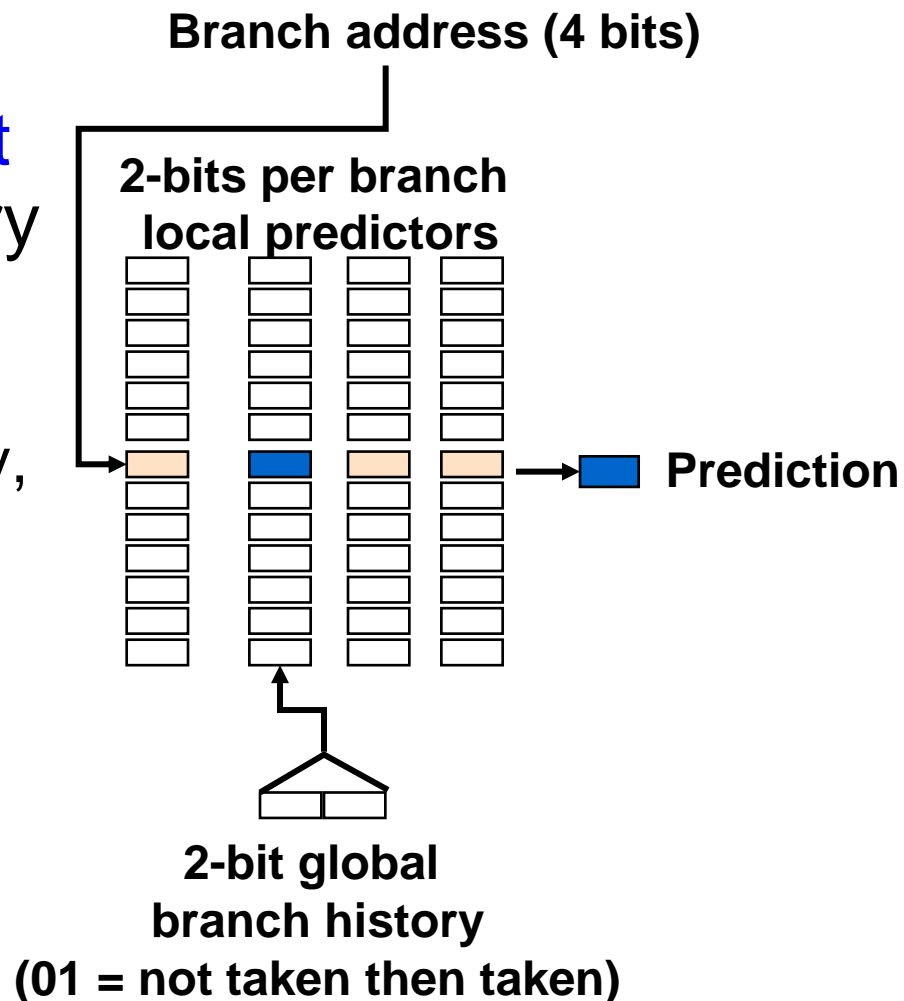 Branch address (4 bits)
t
2-bits per branch
ry
local predictors
,
Prediction
2-bit global
branch history
(01 = not taken then taken)